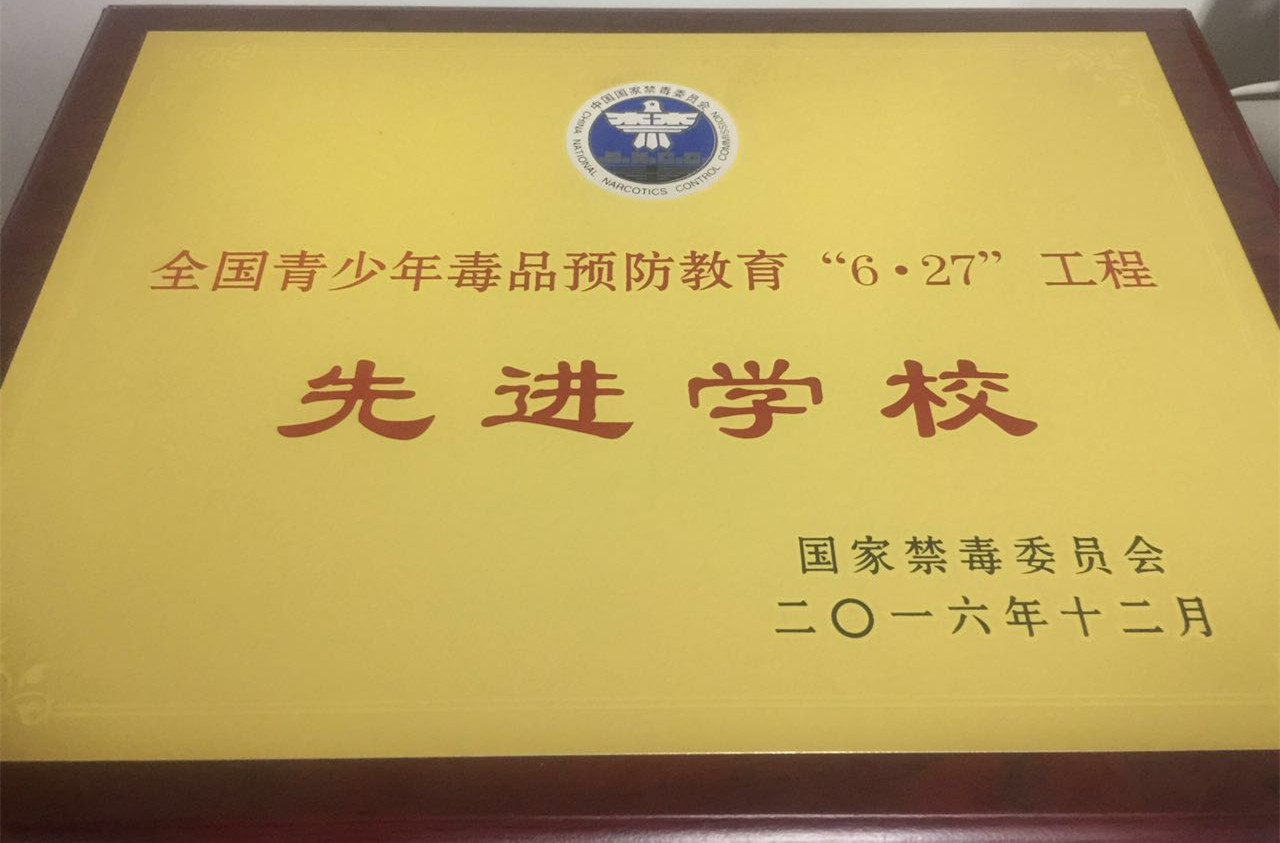 中国国家禁毒委员会
CHINA NATIONAL NARCOTICS CONTROL COMMISSION
全国青少年毒品预防教育“6·27”工程
先进学校
国家禁毒委员会
二〇一六年十二月